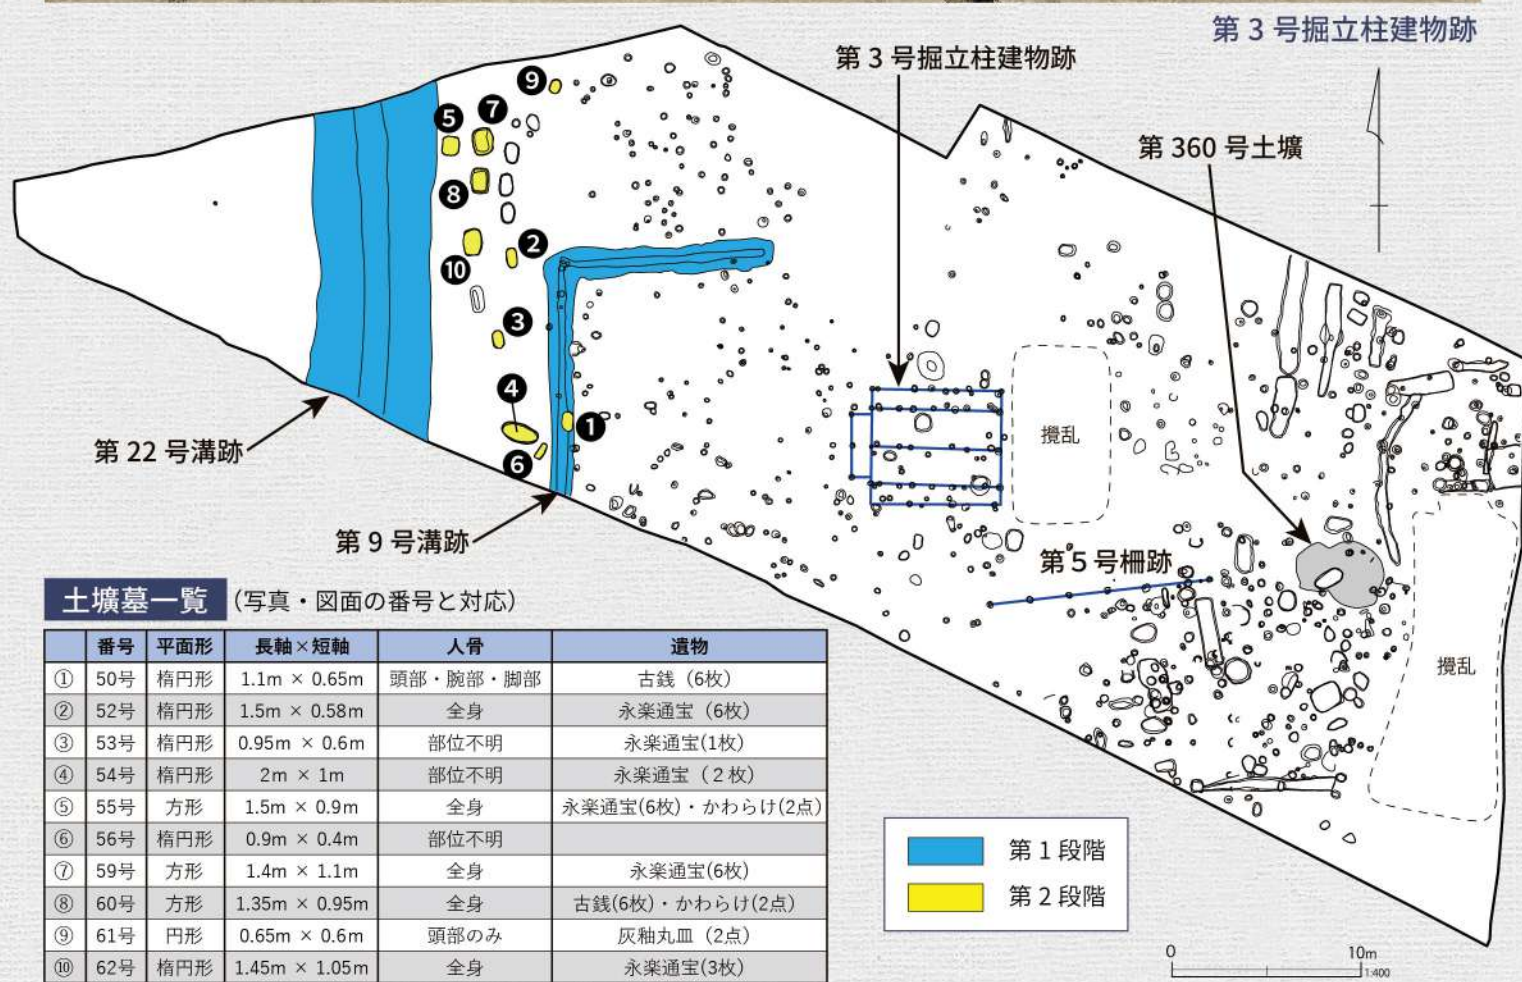 第 3 号掘立柱建物跡
第 3 号掘立柱建物跡
第 360 号土壙
❾
❼
❺
❽
❷
❿
❸
❹
❶
❻
攪乱
第 22 号溝跡
第 9 号溝跡
第 5 号柵跡
攪乱
土壙墓一覧 (写真・図面の番号と対応)
番号 平面形 長軸×短軸 人骨 遺物
① 50号 楕円形 1.1m × 0.65m 頭部・腕部・脚部 古銭 (6枚)
② 52号 楕円形 1.5m × 0.58m 全身 永楽通宝 (6枚)
③ 53号 楕円形 0.95m × 0.6m 部位不明 永楽通宝(1枚)
④ 54号 楕円形 2m × 1m 部位不明 永楽通宝 (２枚)
⑤ 55号 方形 1.5m × 0.9m 全身 永楽通宝(6枚)・かわらけ(2点)
⑥ 56号 楕円形 0.9m × 0.4m 部位不明
⑦ 59号 方形 1.4m × 1.1m 全身 永楽通宝(6枚)
⑧ 60号 方形 1.35m × 0.95m 全身 古銭(6枚)・かわらけ(2点)
⑨ 61号 円形 0.65m × 0.6m 頭部のみ 灰釉丸皿 (2点)
⑩ 62号 楕円形 1.45m × 1.05m 全身 永楽通宝(3枚)
第 1 段階
第 2 段階
0 10m
1:400